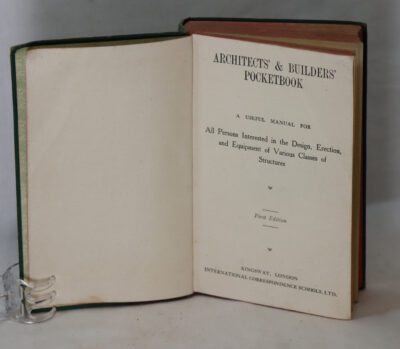 ARCHITECTS' & BUILDERS'
POCKETBOOK
A USEFUL MANUAL FOR
All Persons Interested in the Design, Erection,
and Equipment of Various Classes of
Structures
First Edition
KINGSWAY, LONDON
INTERNATIONAL CORRESPONDENCE SCHOOLS, LTD.